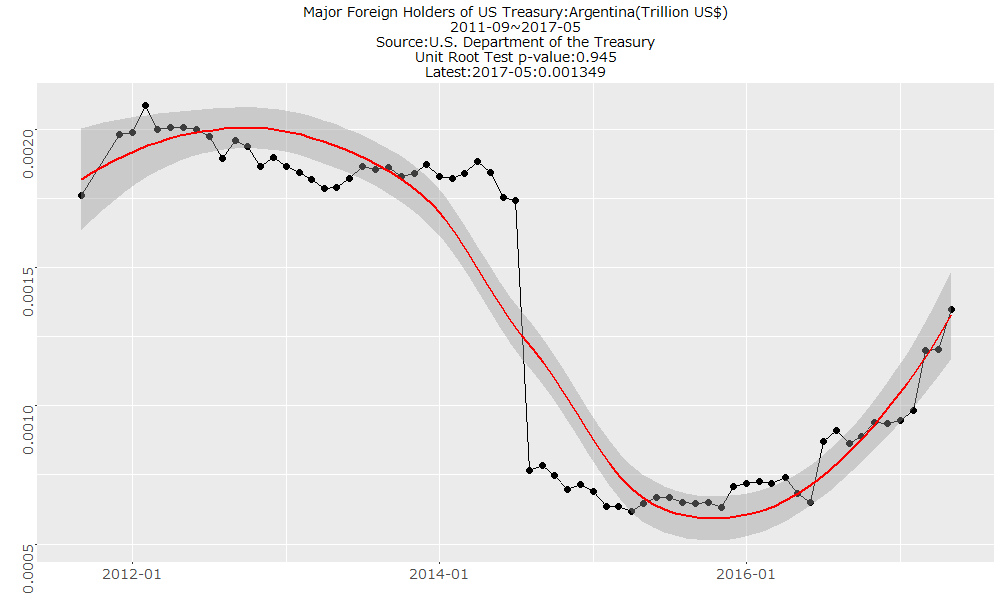 Major Foreign Holders of US Treasury:Argentina(Trillion US$)
2011-09~2017-05
Source:U.S. Department of the Treasury
Unit Root Test p-value:0.945
Latest:2017-05:0.001349
0.0020
0.0015
0.0010
0.0005
2012-01
2014-01
2016-01